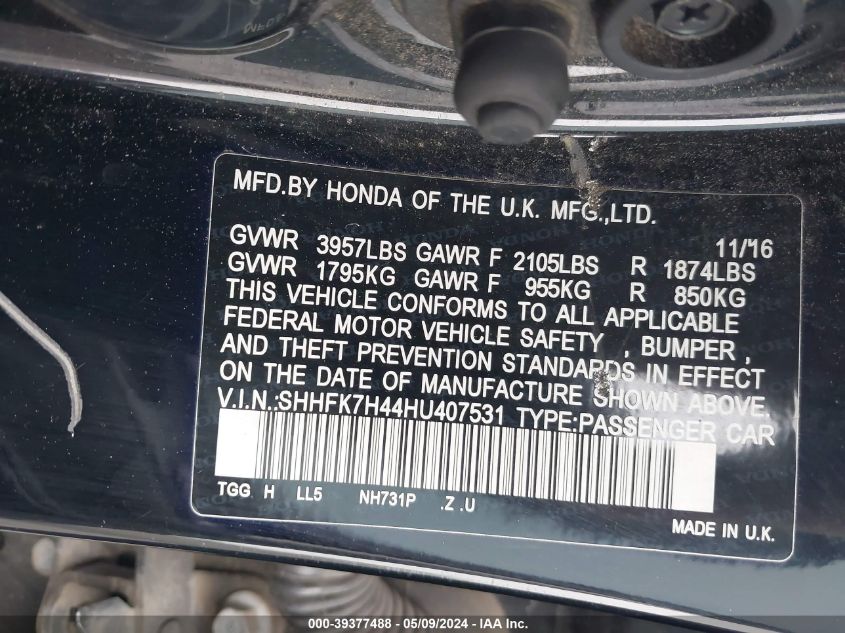 MFD.BY HONDA OF THE U.K. MFG.,LTD.
11/'16
GVWR 3957LBS GAWR F 2105LBS R 1874LBS
GVWR 1795KG GAWR F 955KG R 850KG
THIS VEHICLE CONFORMS TO ALL APPLICABLE
FEDERAL MOTOR VEHICLE SAFETY , BUMPER ,
AND THEFT PREVENTION STANDARDS IN EFFECT
ON THE DATE OF MANUFACTURE SHOWN ABOVE.
V.I.N.:SHHFK7H44HU407531 TYPE:PASSENGER CAR
TGG H LL5 NH731P .Z .U
MADE IN U.K.
000-39377488 - 05/09/2024 - IAA Inc.